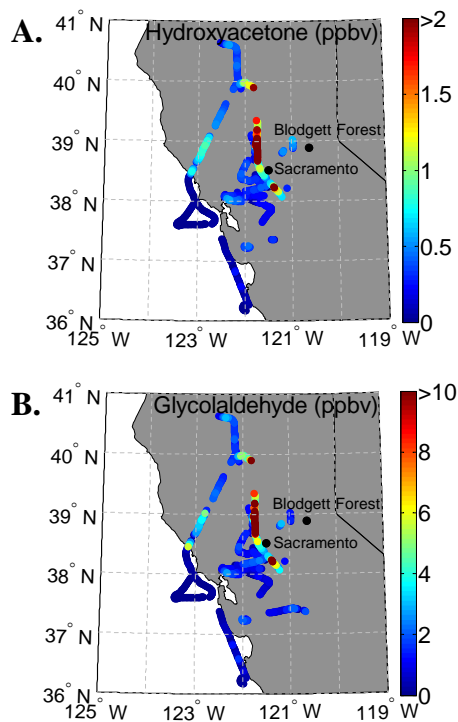 A.
Hydroxyacetone (ppbv)
>2
41° N
40° N
1.5
39° N
Blodgett Forest
1
Sacramento
38° N
0.5
37° N
36° N
0
125° W
123° W
121° W
119° W
B.
Glycolaldehyde (ppbv)
>10
41° N
8
40° N
6
39° N
Blodgett Forest
Sacramento
4
38° N
2
37° N
36° N
0
125° W
123° W
121° W
119° W